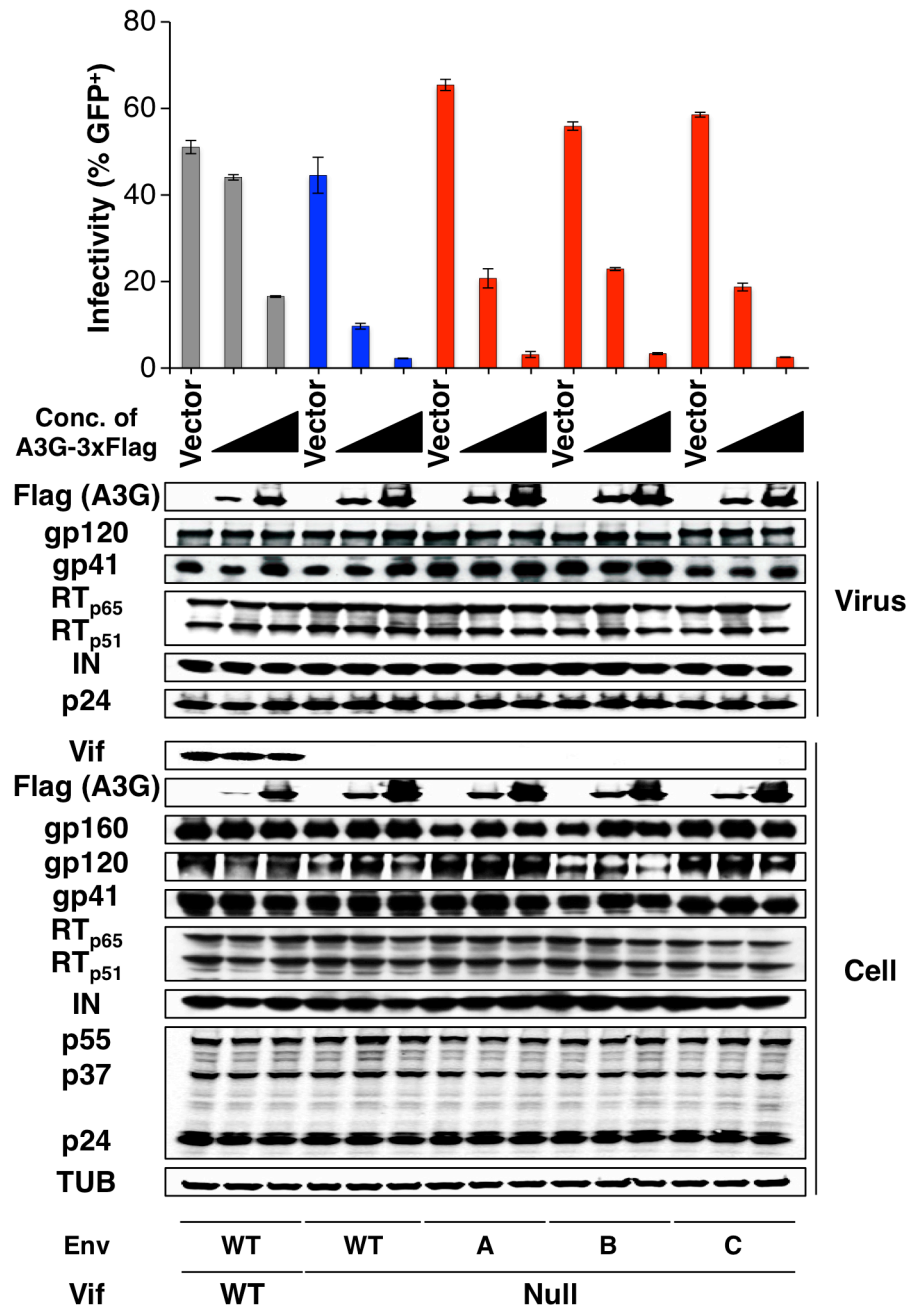 80
60
40
20
0
Infectivity (% GFP⁺)
Conc. of
A3G-3xFlag
Vector
Vector
Vector
Vector
Vector
Flag (A3G)
gp120
gp41
RTp65
RTp51
IN
p24
Virus
Vif
Flag (A3G)
gp160
gp120
gp41
RTp65
RTp51
IN
p55
p37
p24
TUB
Cell
Env WT WT A B C
Vif WT Null